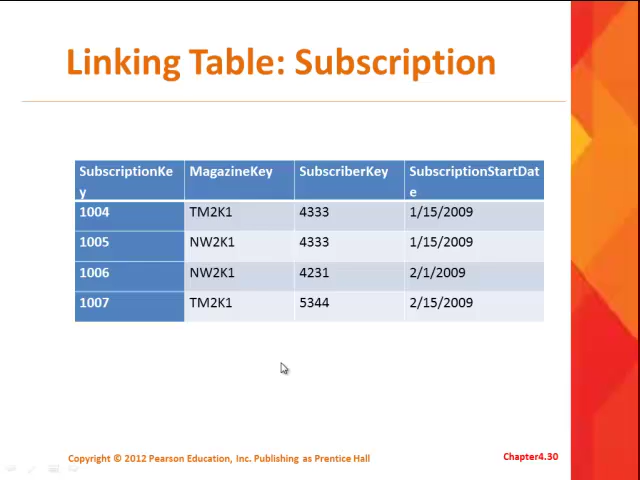 Linking Table: Subscription
SubscriptionKe
y
MagazineKey
SubscriberKey
SubscriptionStartDat
e
1004 TM2K1 4333 1/15/2009
1005 NW2K1 4333 1/15/2009
1006 NW2K1 4231 2/1/2009
1007 TM2K1 5344 2/15/2009
Copyright © 2012 Pearson Education, Inc. Publishing as Prentice Hall
Chapter4.30